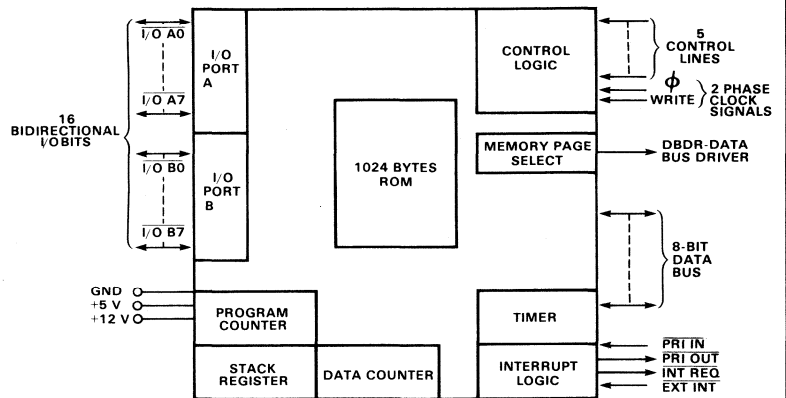 16
BIDIRECTIONAL
I/O BITS
I/O A0
I/O A7
I/O B0
I/O B7
I/O
PORT
A
I/O
PORT
B
GND
+5 V
+12 V
PROGRAM
COUNTER
STACK
REGISTER
DATA COUNTER
1024 BYTES
ROM
CONTROL
LOGIC
MEMORY PAGE
SELECT
TIMER
INTERRUPT
LOGIC
5
CONTROL
LINES
Φ
WRITE
2 PHASE
CLOCK
SIGNALS
DBDR-DATA
BUS DRIVER
8-BIT
DATA
BUS
PRI IN
PRI OUT
INT REQ
EXT INT